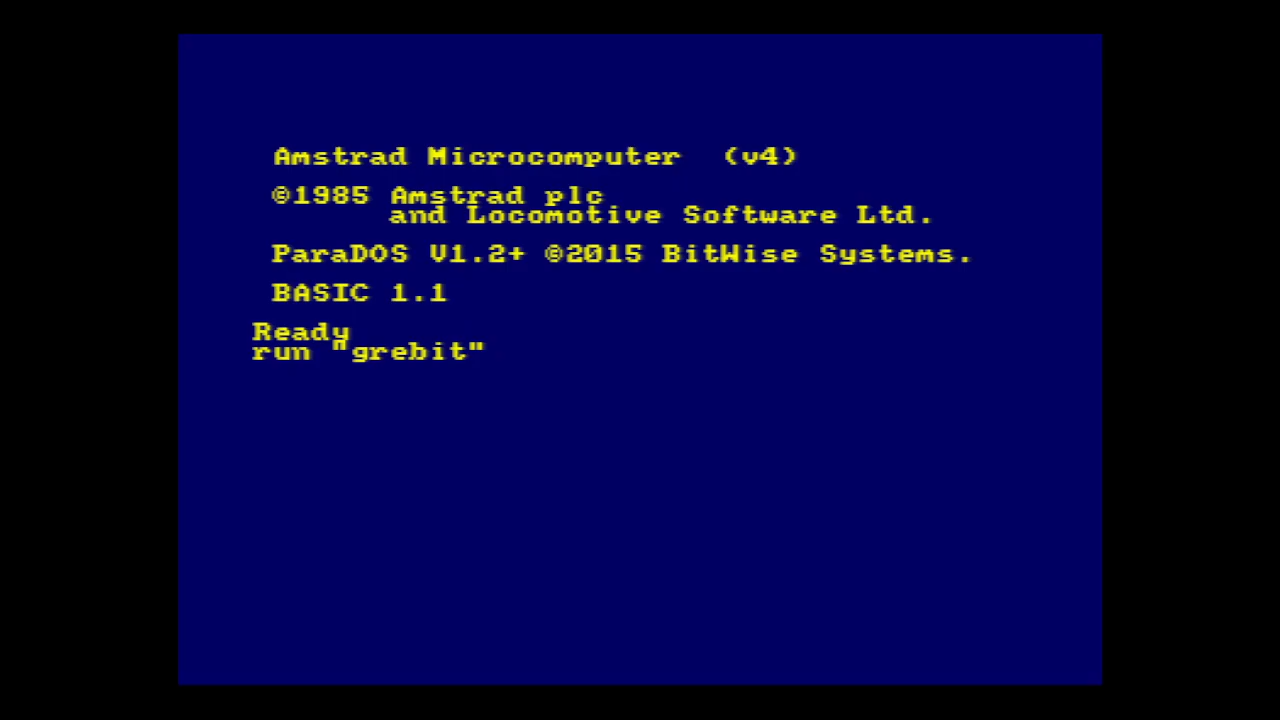 Amstrad Microcomputer  (v4)
©1985 Amstrad plc
and Locomotive Software Ltd.
ParaDOS V1.2+ ©2015 BitWise Systems.
BASIC 1.1
Ready
run "grebit"